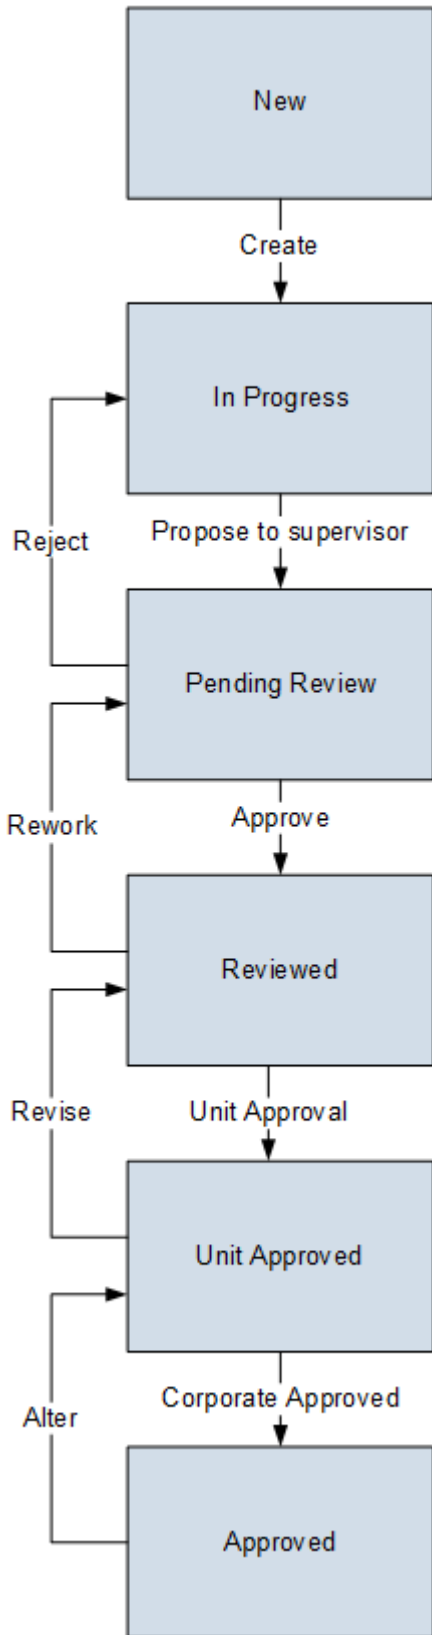 New
Create
In Progress
Propose to supervisor
Reject
Pending Review
Approve
Rework
Reviewed
Unit Approval
Revise
Unit Approved
Corporate Approved
Alter
Approved